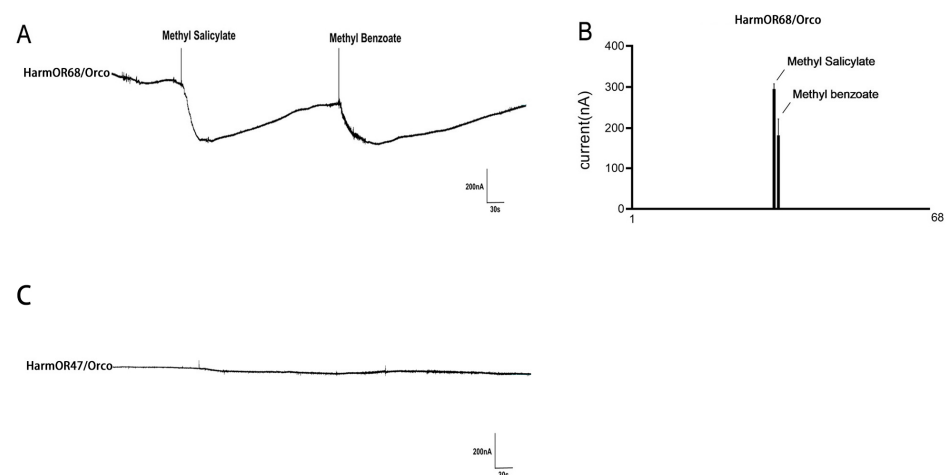 A
Methyl Salicylate
Methyl Benzoate
HarmOR68/Orco
200nA
30s
B
HarmOR68/Orco
400
300
200
100
0
current(nA)
Methyl Salicylate
Methyl benzoate
1
68
C
HarmOR47/Orco
200nA
30s